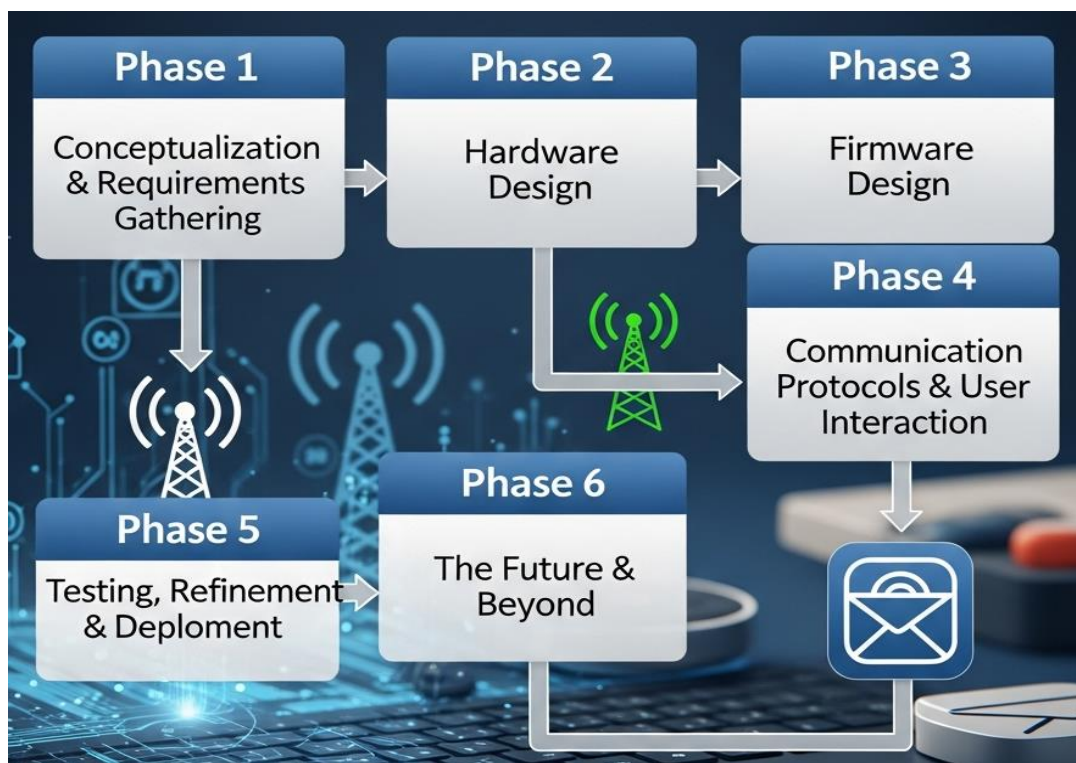 Phase 1
Conceptualization
& Requirements
Gathering
Phase 2
Hardware
Design
Phase 3
Firmware
Design
Phase 4
Communication
Protocols & User
Interaction
Phase 5
Testing, Refinement
& Deploment
Phase 6
The Future &
Beyond